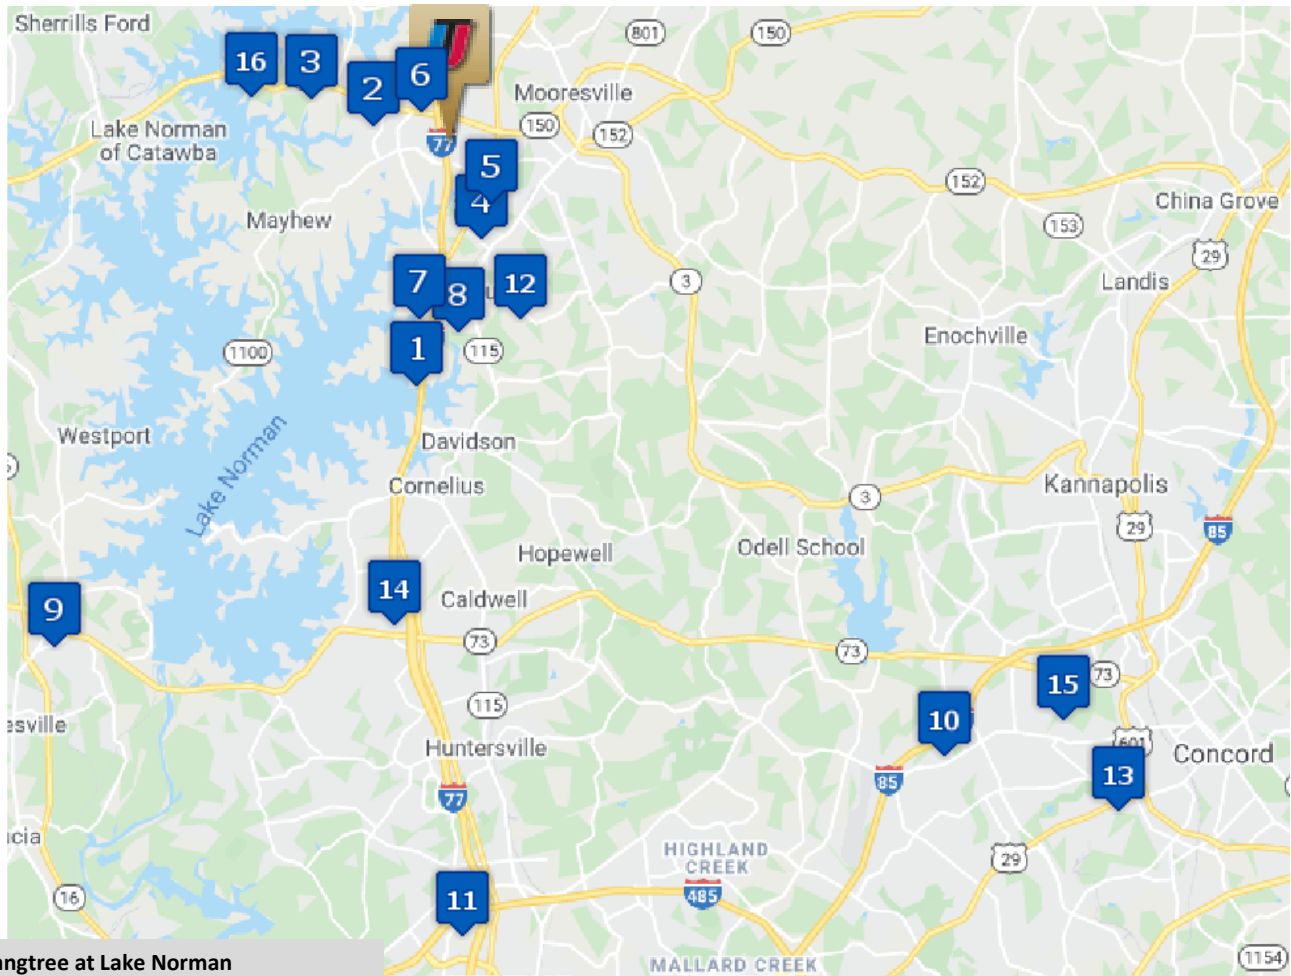 Sherrills Ford
801
150
16
3
2
6
Mooresville
150
152
77
Lake Norman
of Catawba
5
4
152
China Grove
Mayhew
153
29
7
8
12
3
Landis
1
115
1100
Enochville
Westport
Lake Norman
Davidson
Cornelius
Kannapolis
3
29
85
Hopewell
Odell School
14
9
Caldwell
73
73
15
73
115
10
esville
Huntersville
601
Concord
13
77
85
icia
HIGHLAND
CREEK
29
16
11
485
MALLARD CREEK
1154
angtree at Lake Norman